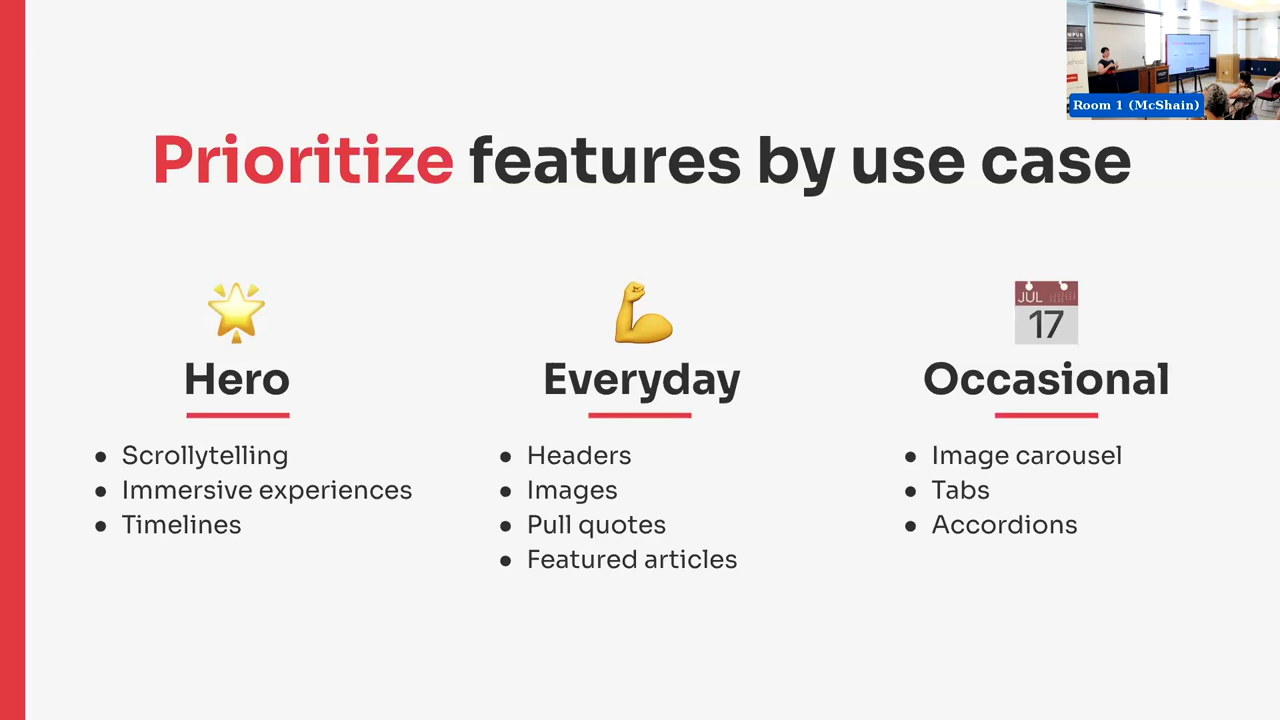 Room 1 (McShain)
Prioritize features by use case
JUL
17
Hero
Scrollytelling
Immersive experiences
Timelines
Everyday
Headers
Images
Pull quotes
Featured articles
Occasional
Image carousel
Tabs
Accordions